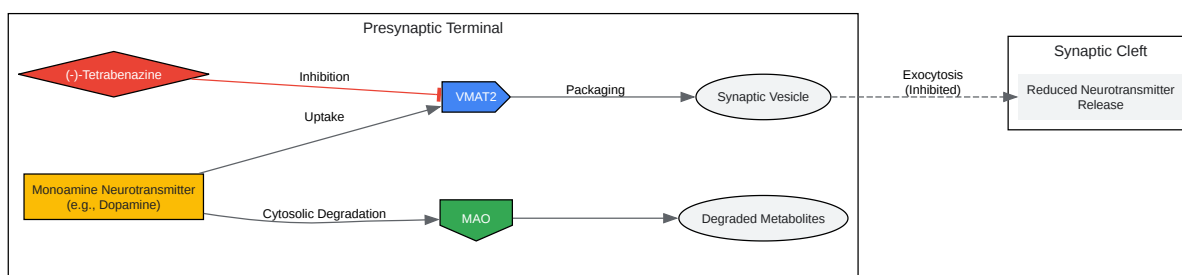 Presynaptic Terminal
(-)-Tetrabenazine
Inhibition
VMAT2
Packaging
Synaptic Vesicle
Exocytosis
(Inhibited)
Synaptic Cleft
Reduced Neurotransmitter
Release
Uptake
Monoamine Neurotransmitter
(e.g., Dopamine)
Cytosolic Degradation
MAO
Degraded Metabolites